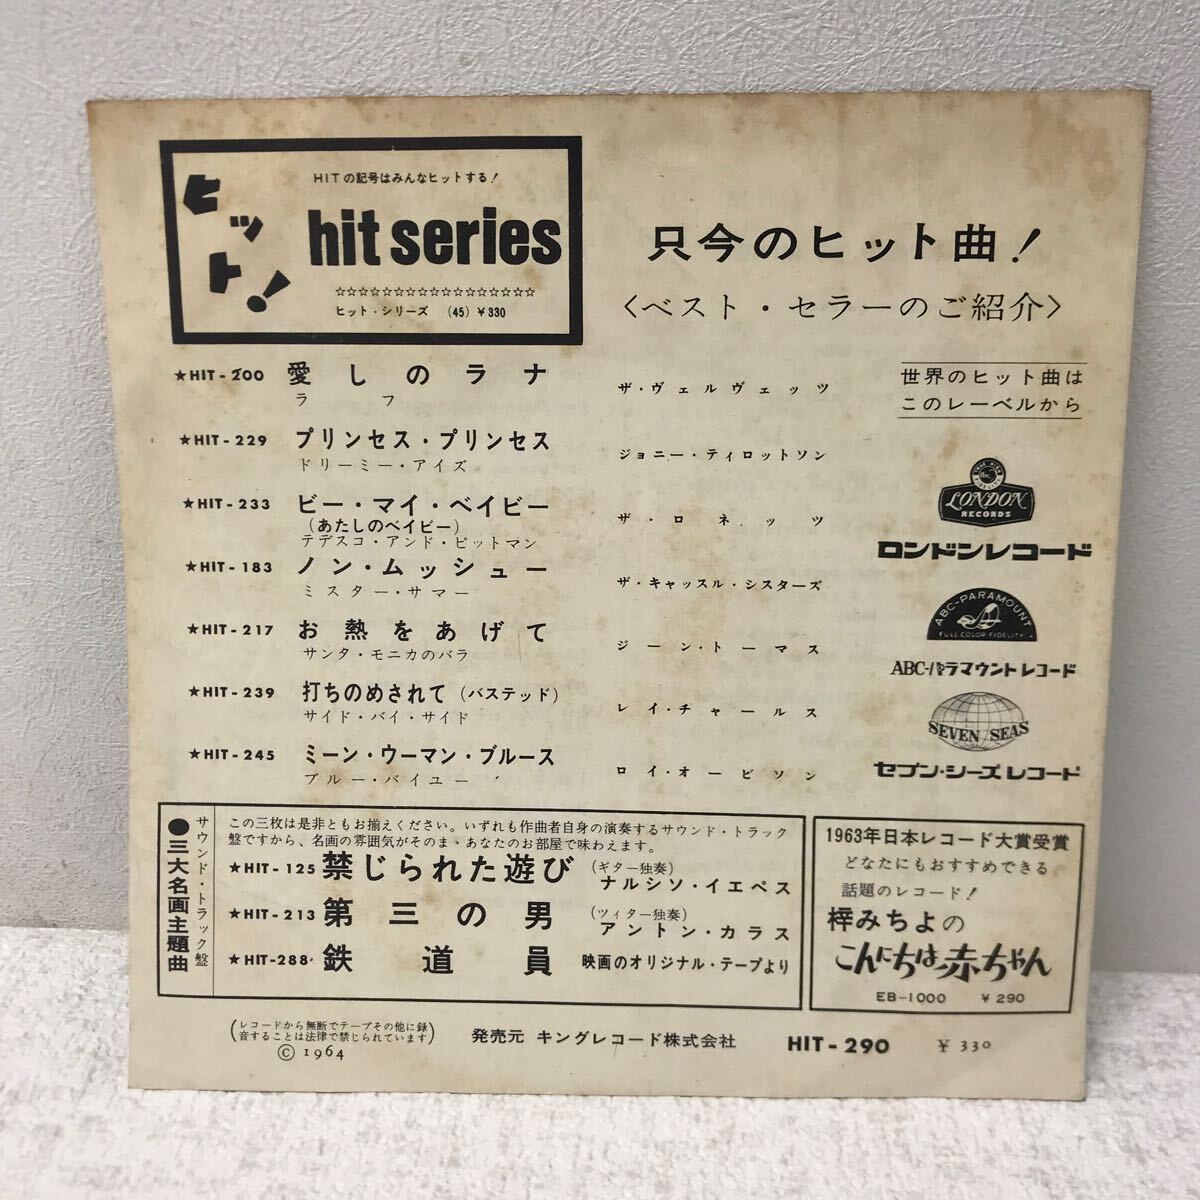 ヒット!
HITの記号はみんなヒットする!
hit series
☆☆☆☆☆☆☆☆☆☆☆☆☆☆☆☆☆
ヒット・シリーズ (45) ¥330
只今のヒット曲!
〈ベスト・セラーのご紹介〉
★HIT-200 愛しのラナ ザ・ヴェルヴェッツ
ラフ
★HIT-229 プリンセス・プリンセス ジョニー・ティロットソン
ドリーミー・アイズ
★HIT-233 ビー・マイ・ベイビー ザ・ロネッツ
(あたしのベイビー)
テデスコ・アンド・ピットマン
★HIT-183 ノン・ムッシュー ザ・キャッスル・シスターズ
ミスター・サマー
★HIT-217 お熱をあげて ジーン・トーマス
サンタ・モニカのバラ
★HIT-239 打ちのめされて(バステッド) レイ・チャールス
サイド・バイ・サイド
★HIT-245 ミーン・ウーマン・ブルース ロイ・オービソン
ブルー・バイユー
世界のヒット曲は
このレーベルから
LONDON
RECORDS
ロンドンレコード
ABC-PARAMOUNT
FULL COLOR FIDELITY
ABC-パラマウントレコード
SEVEN SEAS
セブン・シーズレコード
サウンド・トラック盤
●三大名画主題曲
この三枚は是非ともお揃えください。いずれも作曲者自身の演奏するサウンド・トラック
盤ですから、名画の雰囲気がそのまゝあなたのお部屋で味わえます。
★HIT-125 禁じられた遊び (ギター独奏) ナルシソ・イエペス
★HIT-213 第三の男 (ツィター独奏) アントン・カラス
★HIT-288 鉄道員 映画のオリジナル・テープより
1963年日本レコード大賞受賞
どなたにもおすすめできる
話題のレコード!
梓みちよの
こんにちは赤ちゃん
EB-1000 ¥290
(レコードから無断でテープその他に録
音することは法律で禁じられています)
© 1964
発売元 キングレコード株式会社
HIT-290 ¥330